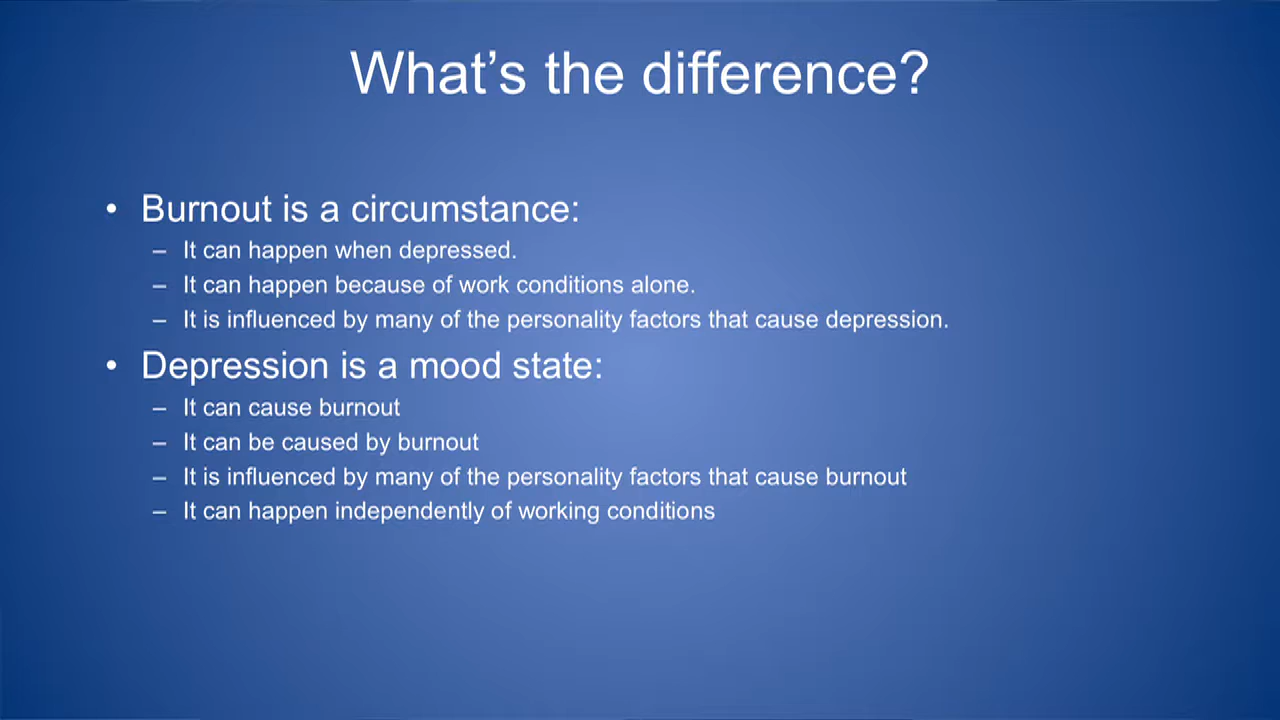 What’s the difference?
• Burnout is a circumstance:
– It can happen when depressed.
– It can happen because of work conditions alone.
– It is influenced by many of the personality factors that cause depression.
• Depression is a mood state:
– It can cause burnout
– It can be caused by burnout
– It is influenced by many of the personality factors that cause burnout
– It can happen independently of working conditions